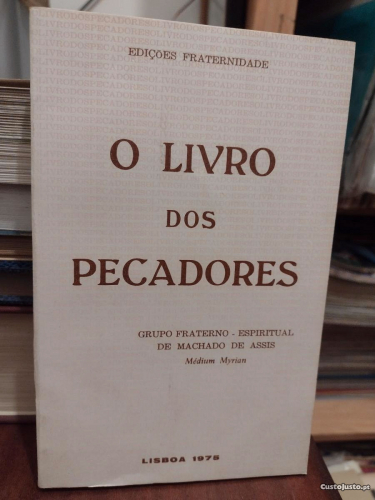 EDIÇÕES FRATERNIDADE
O LIVRO
DOS
PECADORES
GRUPO FRATERNO - ESPIRITUAL
DE MACHADO DE ASSIS
Médium Myrian
LISBOA 1975
CustoJusto.pt